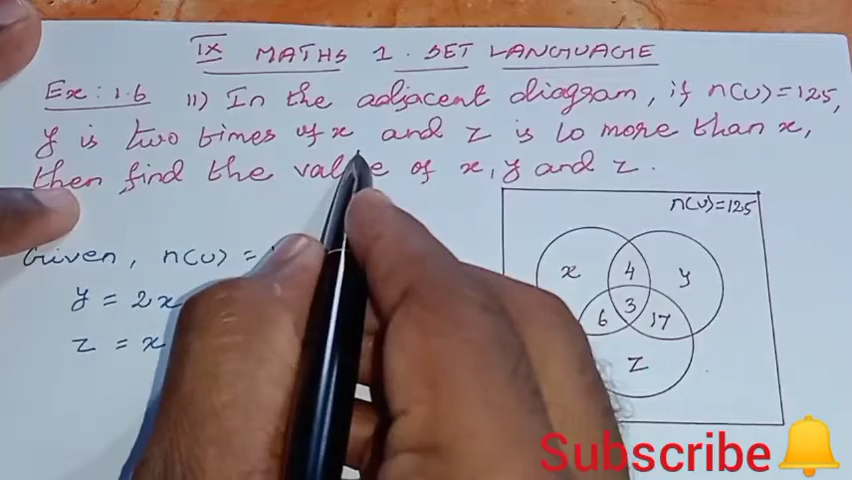 IX MATHS 1. SET LANGUAGE
Ex: 1.6 11) In the adjacent diagram, if n(U)=125,
y is two times of x and z is 10 more than x,
then find the value of x, y and z.
n(U)=125
Given, n(U) =
y = 2x
z = x
x 4 y
6 3 17
z
Subscribe